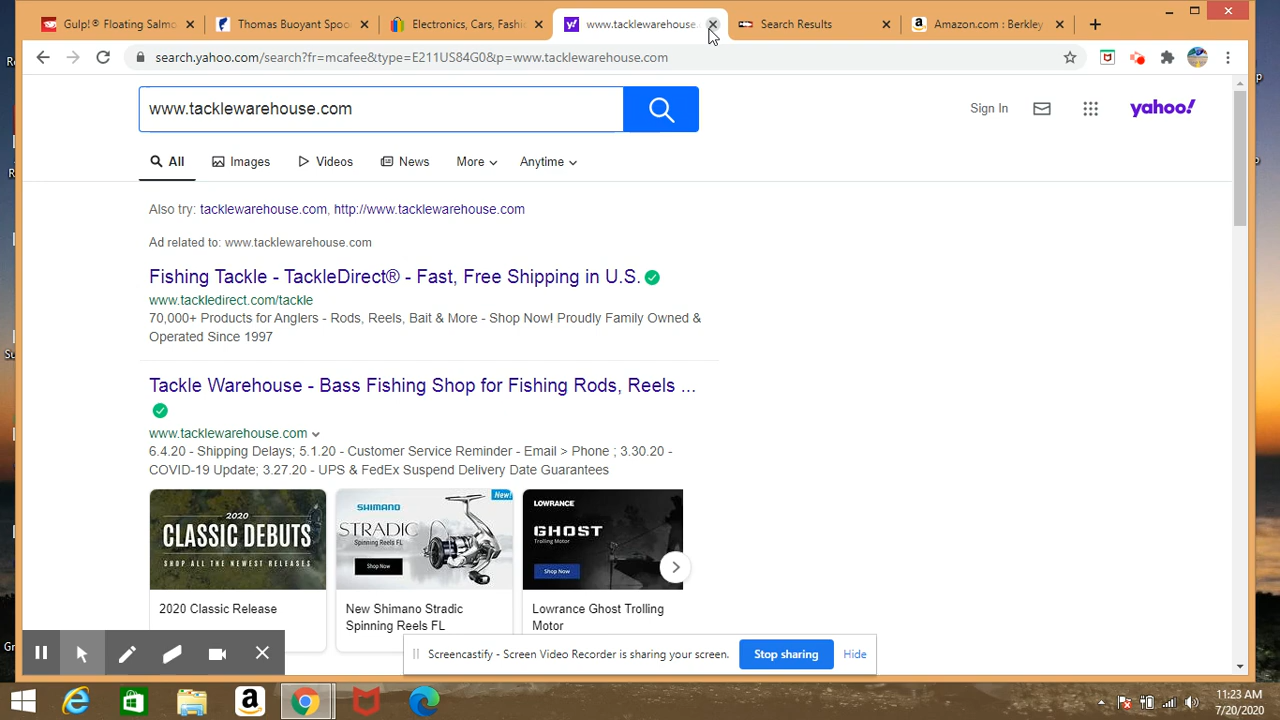 Gulp! ® Floating Salmo
Thomas Buoyant Spoo
Electronics, Cars, Fashi
www.tacklewarehouse.
Search Results
Amazon.com : Berkley
search.yahoo.com/search?fr=mcafee&type=E211US84G0&p=www.tacklewarehouse.com
www.tacklewarehouse.com
Sign In
yahoo!
All Images Videos News More Anytime
Also try: tacklewarehouse.com, http://www.tacklewarehouse.com
Ad related to: www.tacklewarehouse.com
Fishing Tackle - TackleDirect® - Fast, Free Shipping in U.S.
www.tackledirect.com/tackle
70,000+ Products for Anglers - Rods, Reels, Bait & More - Shop Now! Proudly Family Owned &
Operated Since 1997
Tackle Warehouse - Bass Fishing Shop for Fishing Rods, Reels ...
www.tacklewarehouse.com
6.4.20 - Shipping Delays; 5.1.20 - Customer Service Reminder - Email > Phone ; 3.30.20 -
COVID-19 Update; 3.27.20 - UPS & FedEx Suspend Delivery Date Guarantees
2020
CLASSIC DEBUTS
SHOP ALL THE NEWEST RELEASES
New!
SHIMANO
STRADIC
Spinning Reels FL
Shop Now
LOWRANCE
GHOST
Trolling Motor
Shop Now
2020 Classic Release
New Shimano Stradic
Spinning Reels FL
Lowrance Ghost Trolling
Motor
Screencastify - Screen Video Recorder is sharing your screen.
Stop sharing
Hide
11:23 AM
7/20/2020